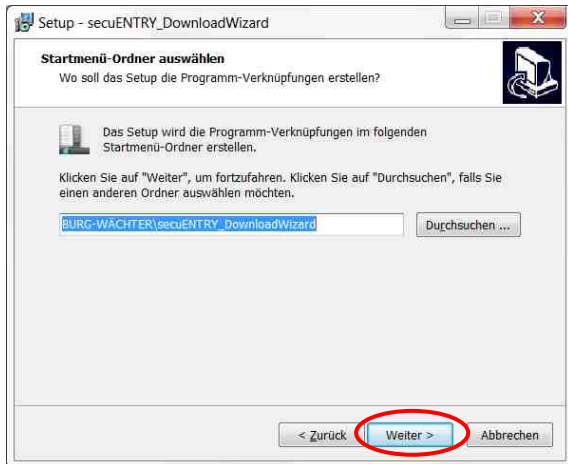 Setup - secuENTRY_DownloadWizard
Startmenü-Ordner auswählen
Wo soll das Setup die Programm-Verknüpfungen erstellen?
Das Setup wird die Programm-Verknüpfungen im folgenden
Startmenü-Ordner erstellen.
Klicken Sie auf "Weiter", um fortzufahren. Klicken Sie auf "Durchsuchen", falls Sie
einen anderen Ordner auswählen möchten.
BURG-WÄCHTER\secuENTRY_DownloadWizard
Durchsuchen ...
< Zurück
Weiter >
Abbrechen